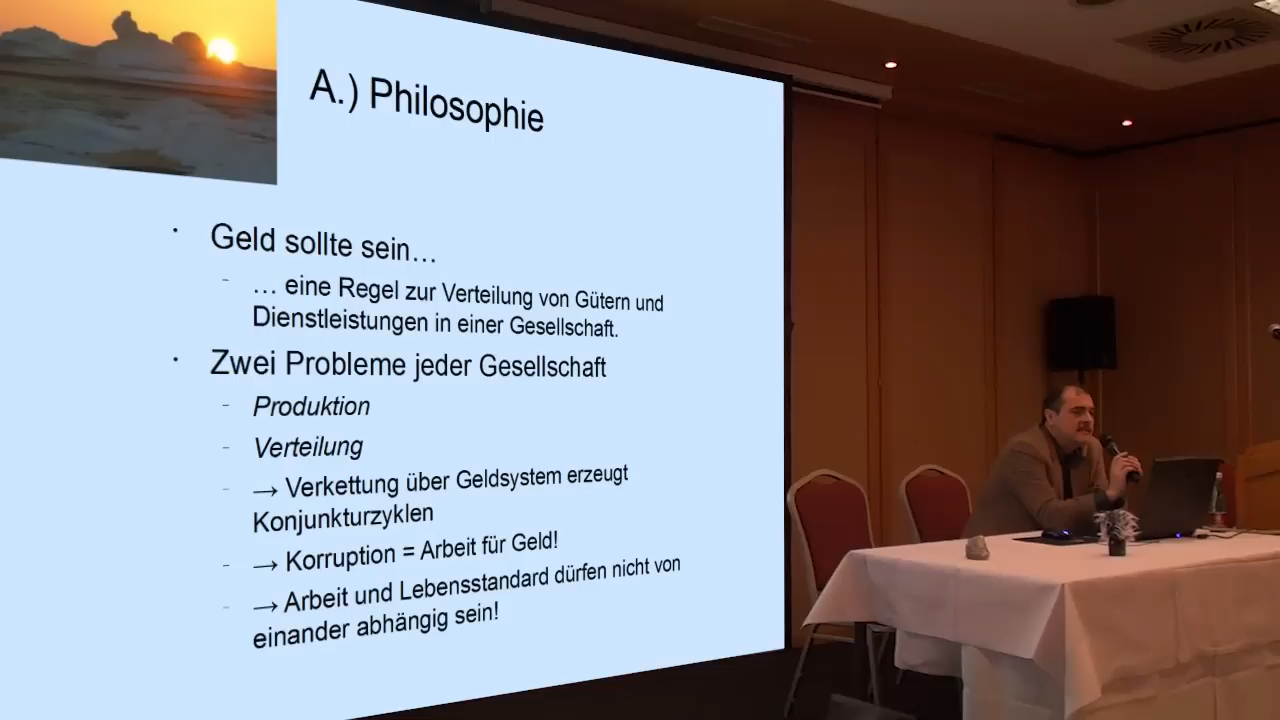 A.) Philosophie
· Geld sollte sein…
- … eine Regel zur Verteilung von Gütern und
Dienstleistungen in einer Gesellschaft.
· Zwei Probleme jeder Gesellschaft
- Produktion
- Verteilung
- → Verkettung über Geldsystem erzeugt
Konjunkturzyklen
- → Korruption = Arbeit für Geld!
- → Arbeit und Lebensstandard dürfen nicht von
einander abhängig sein!